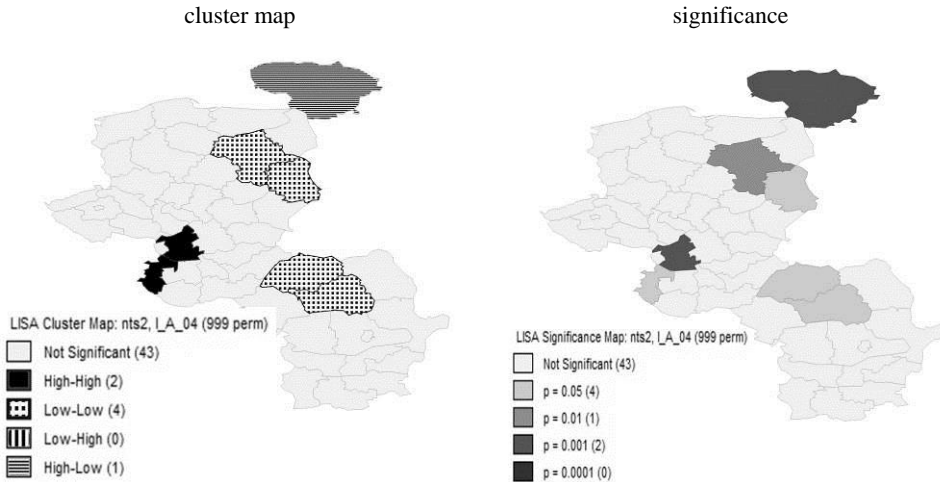 cluster map
significance
LISA Cluster Map: nts2, I_A_04 (999 perm)
Not Significant (43)
High-High (2)
Low-Low (4)
Low-High (0)
High-Low (1)
LISA Significance Map: nts2, I_A_04 (999 perm)
Not Significant (43)
p = 0.05 (4)
p = 0.01 (1)
p = 0.001 (2)
p = 0.0001 (0)